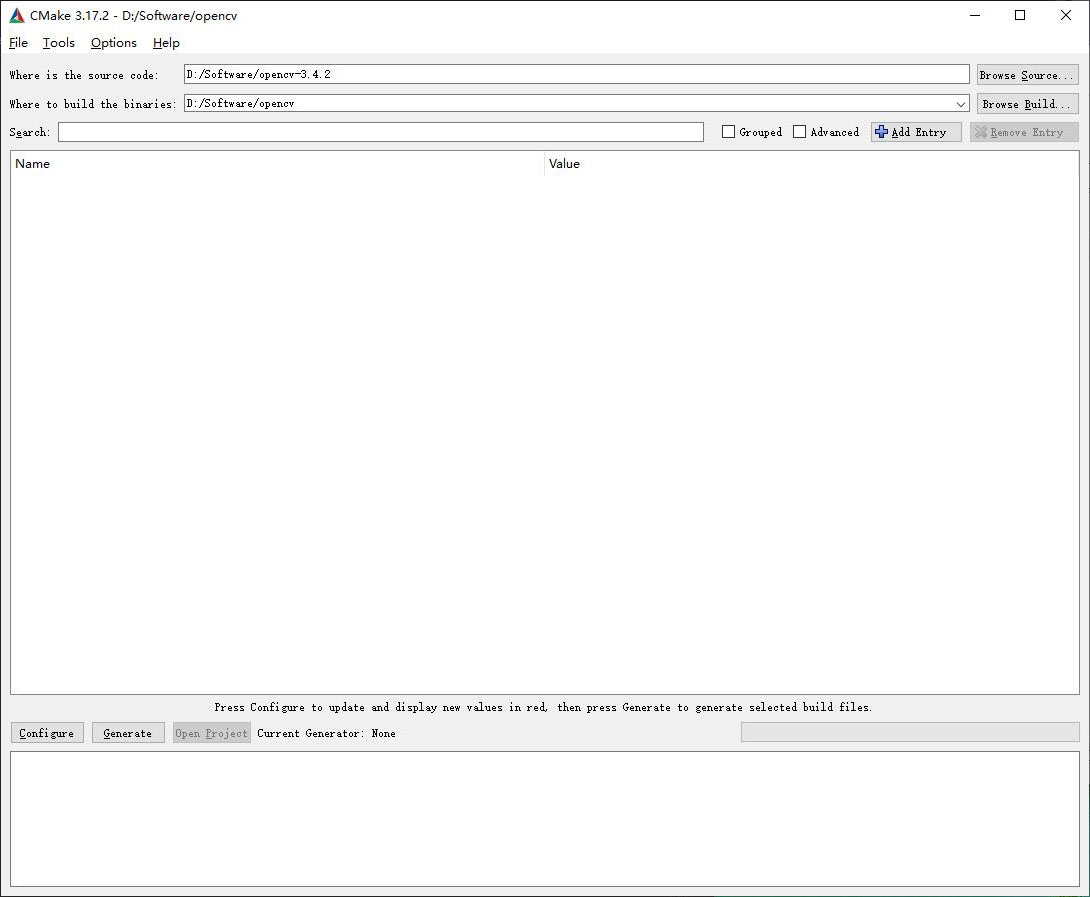 CMake 3.17.2 - D:/Software/opencv
File Tools Options Help
Where is the source code: D:/Software/opencv-3.4.2 Browse Source...
Where to build the binaries: D:/Software/opencv Browse Build...
Search: Grouped Advanced Add Entry Remove Entry
Name Value
Press Configure to update and display new values in red, then press Generate to generate selected build files.
Configure Generate Open Project Current Generator: None